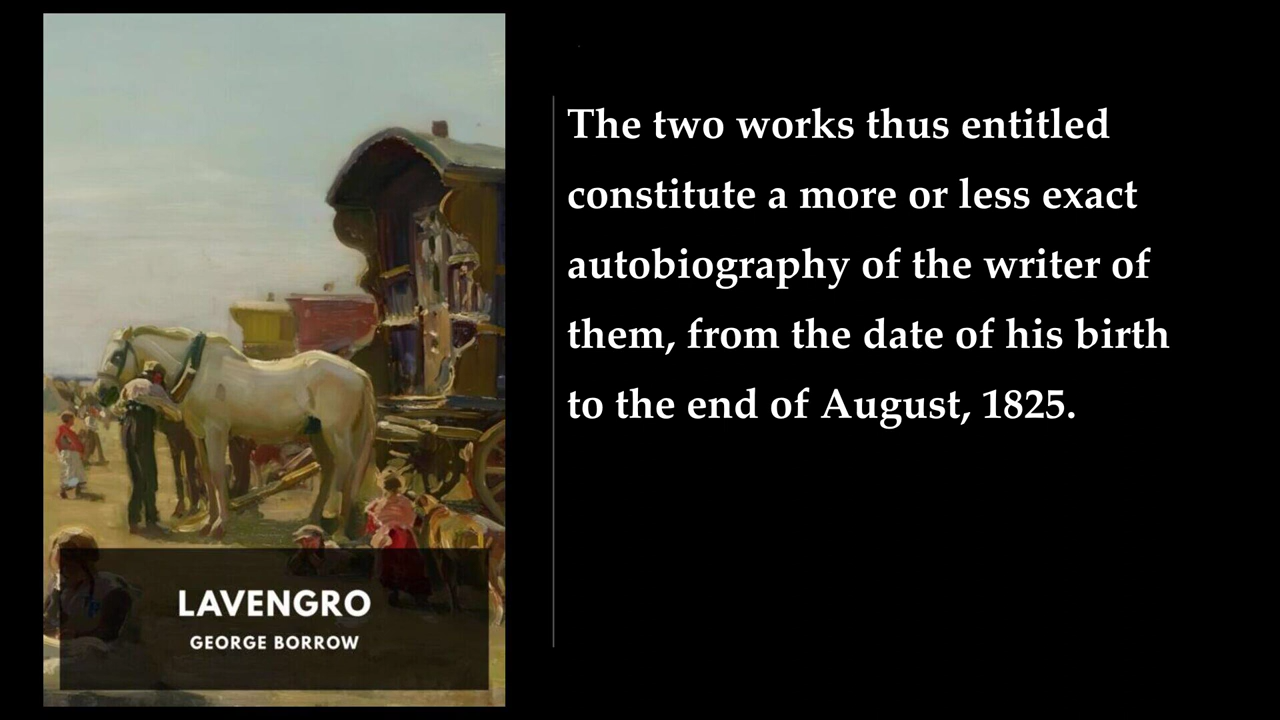 LAVENGRO
GEORGE BORROW
The two works thus entitled
constitute a more or less exact
autobiography of the writer of
them, from the date of his birth
to the end of August, 1825.